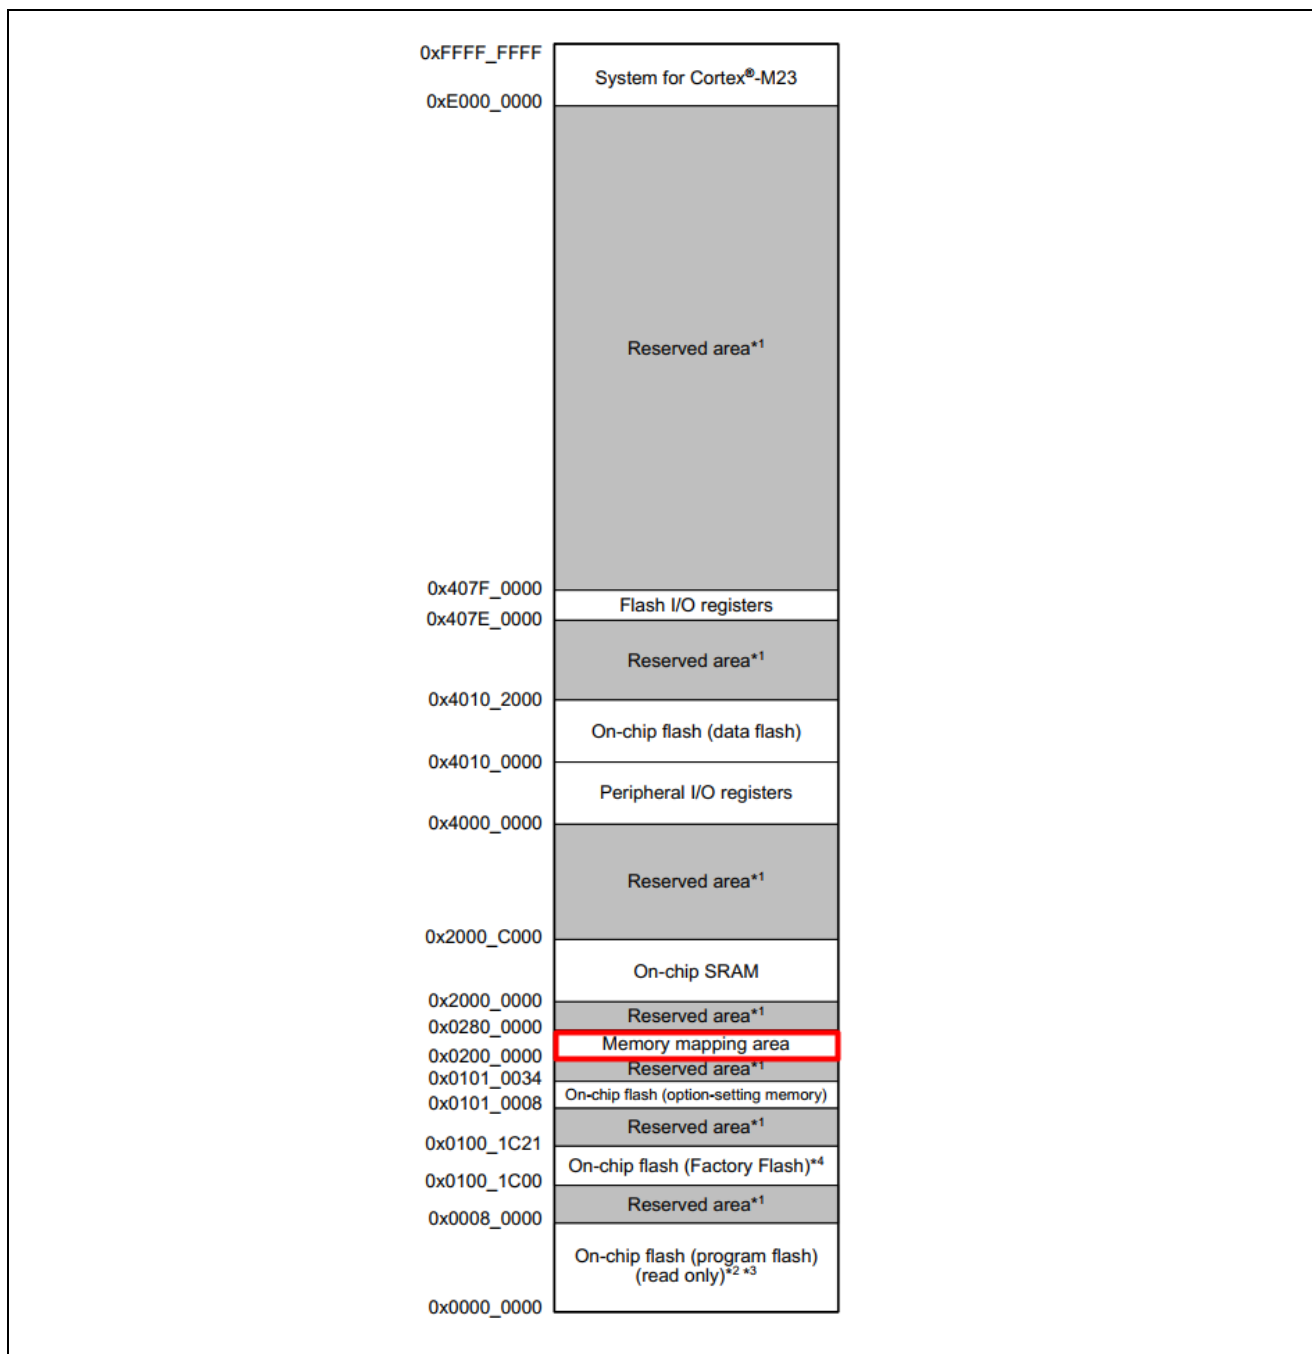 0xFFFF_FFFF
System for Cortex®-M23
0xE000_0000
Reserved area*1
0x407F_0000
Flash I/O registers
0x407E_0000
Reserved area*1
0x4010_2000
On-chip flash (data flash)
0x4010_0000
Peripheral I/O registers
0x4000_0000
Reserved area*1
0x2000_C000
On-chip SRAM
0x2000_0000
Reserved area*1
0x0280_0000
Memory mapping area
0x0200_0000
Reserved area*1
0x0101_0034
On-chip flash (option-setting memory)
0x0101_0008
Reserved area*1
0x0100_1C21
On-chip flash (Factory Flash)*4
0x0100_1C00
Reserved area*1
0x0008_0000
On-chip flash (program flash)
(read only)*2 *3
0x0000_0000